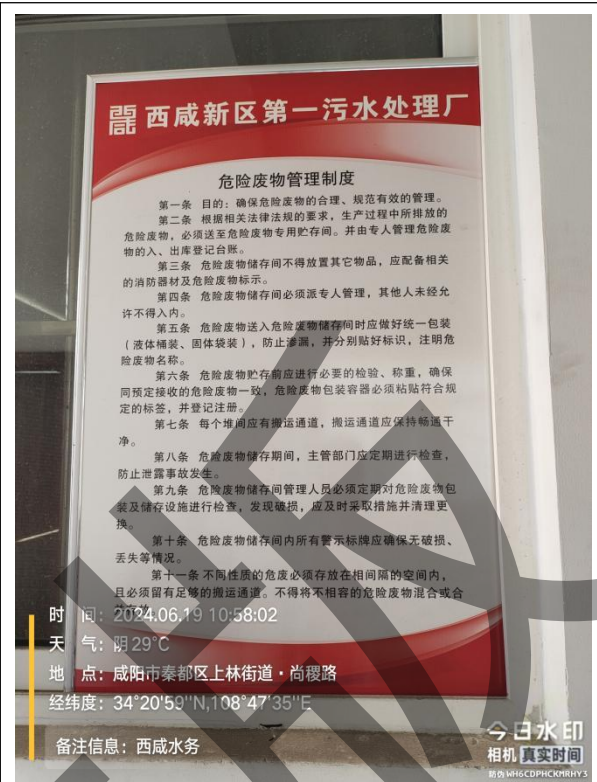 西咸新区第一污水处理厂
危险废物管理制度
第一条 目的：确保危险废物的合理、规范有效的管理。
第二条 根据相关法律法规的要求，生产过程中所排放的
危险废物，必须送至危险废物专用贮存间。并由专人管理危险废
物的入、出库登记台账。
第三条 危险废物储存间不得放置其它物品，应配备相关
的消防器材及危险废物标示。
第四条 危险废物储存间必须派专人管理，其他人未经允
许不得入内。
第五条 危险废物送入危险废物储存间时应做好统一包装
（液体桶装、固体袋装），防止渗漏，并分别贴好标识，注明危
险废物名称。
第六条 危险废物贮存前应进行必要的检验、称重，确保
同预定接收的危险废物一致，危险废物包装容器必须粘贴符合规
定的标签，并登记注册。
第七条 每个堆间应有搬运通道，搬运通道应保持畅通干
净。
第八条 危险废物储存期间，主管部门应定期进行检查，
防止泄露事故发生。
第九条 危险废物储存间管理人员必须定期对危险废物包
装及储存设施进行检查，发现破损，应及时采取措施并清理更
换。
第十条 危险废物储存间内所有警示标牌应确保无破损、
丢失等情况。
第十一条 不同性质的危废必须存放在相间隔的空间内，
且必须留有足够的搬运通道。不得将不相容的危险废物混合或合
时 间：2024.06.19 10:58:02
天 气：阴 29°C
地 点：咸阳市秦都区上林街道·尚稷路
经纬度：34°20'59"N,108°47'35"E
备注信息：西咸水务
今日水印
相机 真实时间
防伪 WH6CDPHCKMRHY3